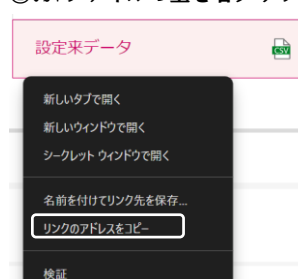 設定来データ
CSV
新しいタブで開く
新しいウィンドウで開く
シークレット ウィンドウで開く
名前を付けてリンク先を保存...
リンクのアドレスをコピー
検証